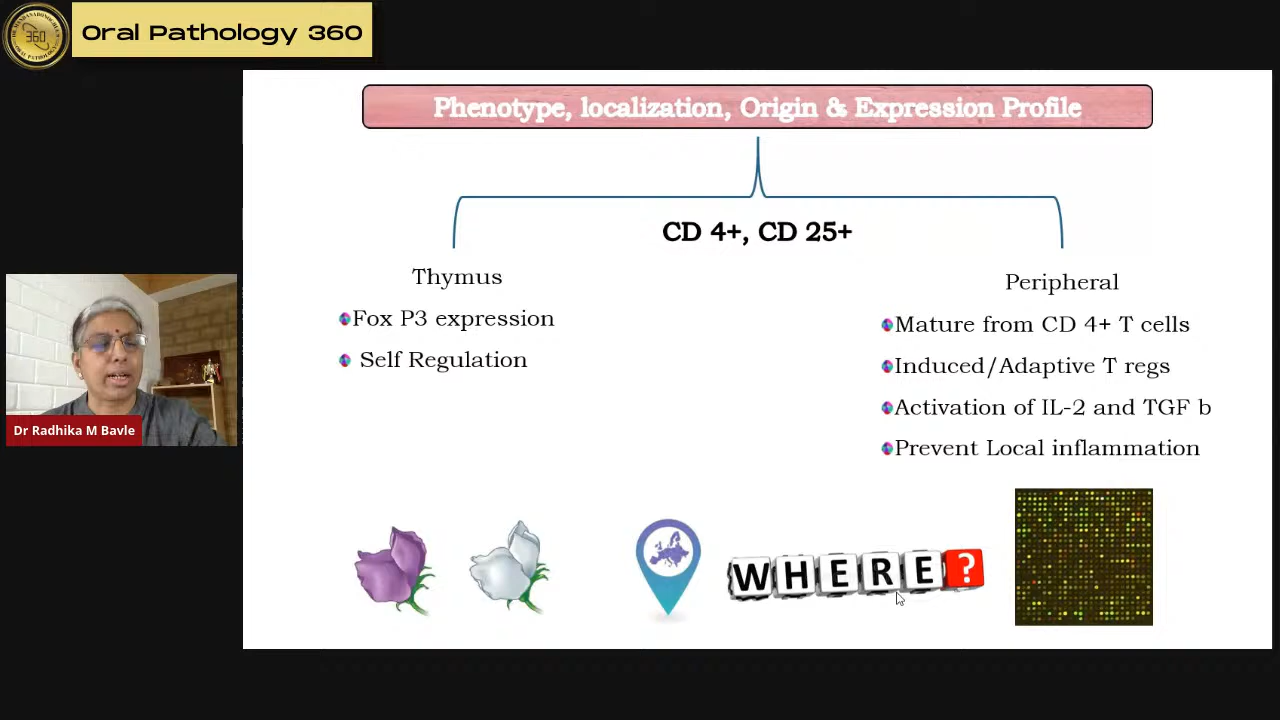 360
Oral Pathology 360
Phenotype, localization, Origin & Expression Profile
CD 4+, CD 25+
Thymus
Fox P3 expression
Self Regulation
Peripheral
Mature from CD 4+ T cells
Induced/Adaptive T regs
Activation of IL-2 and TGF b
Prevent Local inflammation
Dr Radhika M Bavle
WHERE?